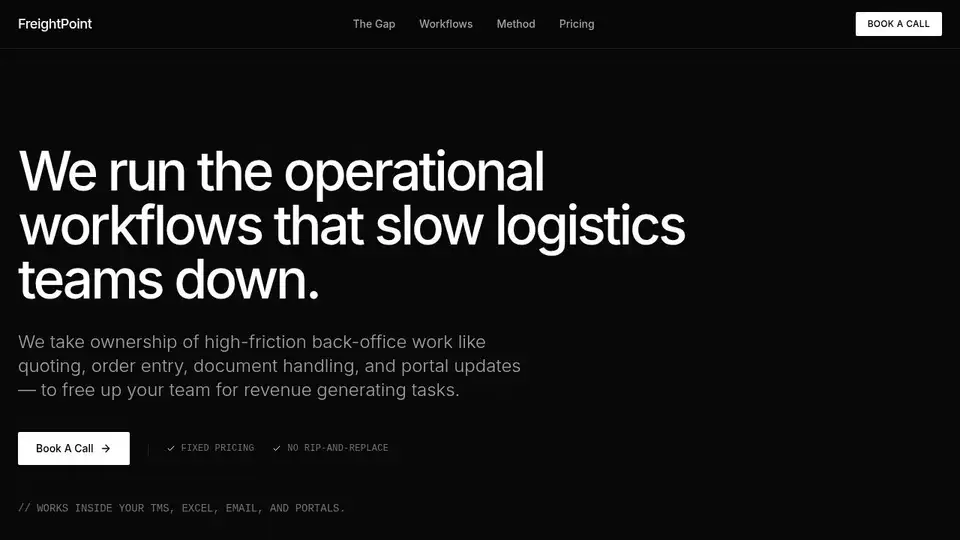 FreightPoint
The Gap
Workflows
Method
Pricing
BOOK A CALL
We run the operational
workflows that slow logistics
teams down.
We take ownership of high-friction back-office work like
quoting, order entry, document handling, and portal updates
— to free up your team for revenue generating tasks.
Book A Call →
✓ FIXED PRICING
✓ NO RIP-AND-REPLACE
// WORKS INSIDE YOUR TMS, EXCEL, EMAIL, AND PORTALS.